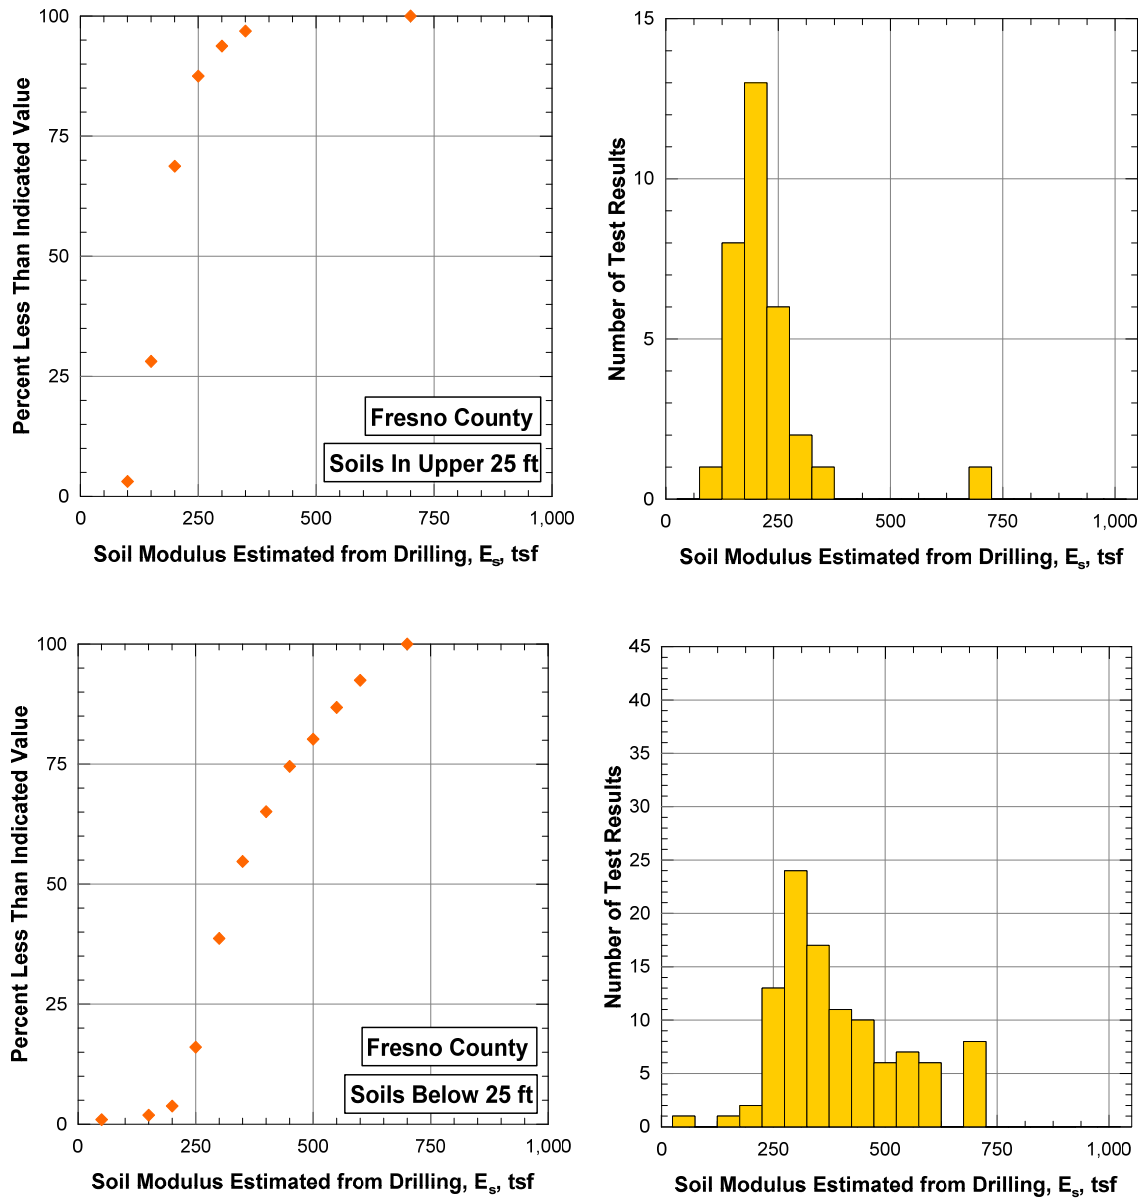 100
75
50
25
0
0 250 500 750 1,000
Percent Less Than Indicated Value
Fresno County
Soils In Upper 25 ft
Soil Modulus Estimated from Drilling, Es, tsf
15
10
5
0
0 250 500 750 1,000
Number of Test Results
Soil Modulus Estimated from Drilling, Es, tsf
100
75
50
25
0
0 250 500 750 1,000
Percent Less Than Indicated Value
Fresno County
Soils Below 25 ft
Soil Modulus Estimated from Drilling, Es, tsf
45
40
35
30
25
20
15
10
5
0
0 250 500 750 1,000
Number of Test Results
Soil Modulus Estimated from Drilling, Es, tsf